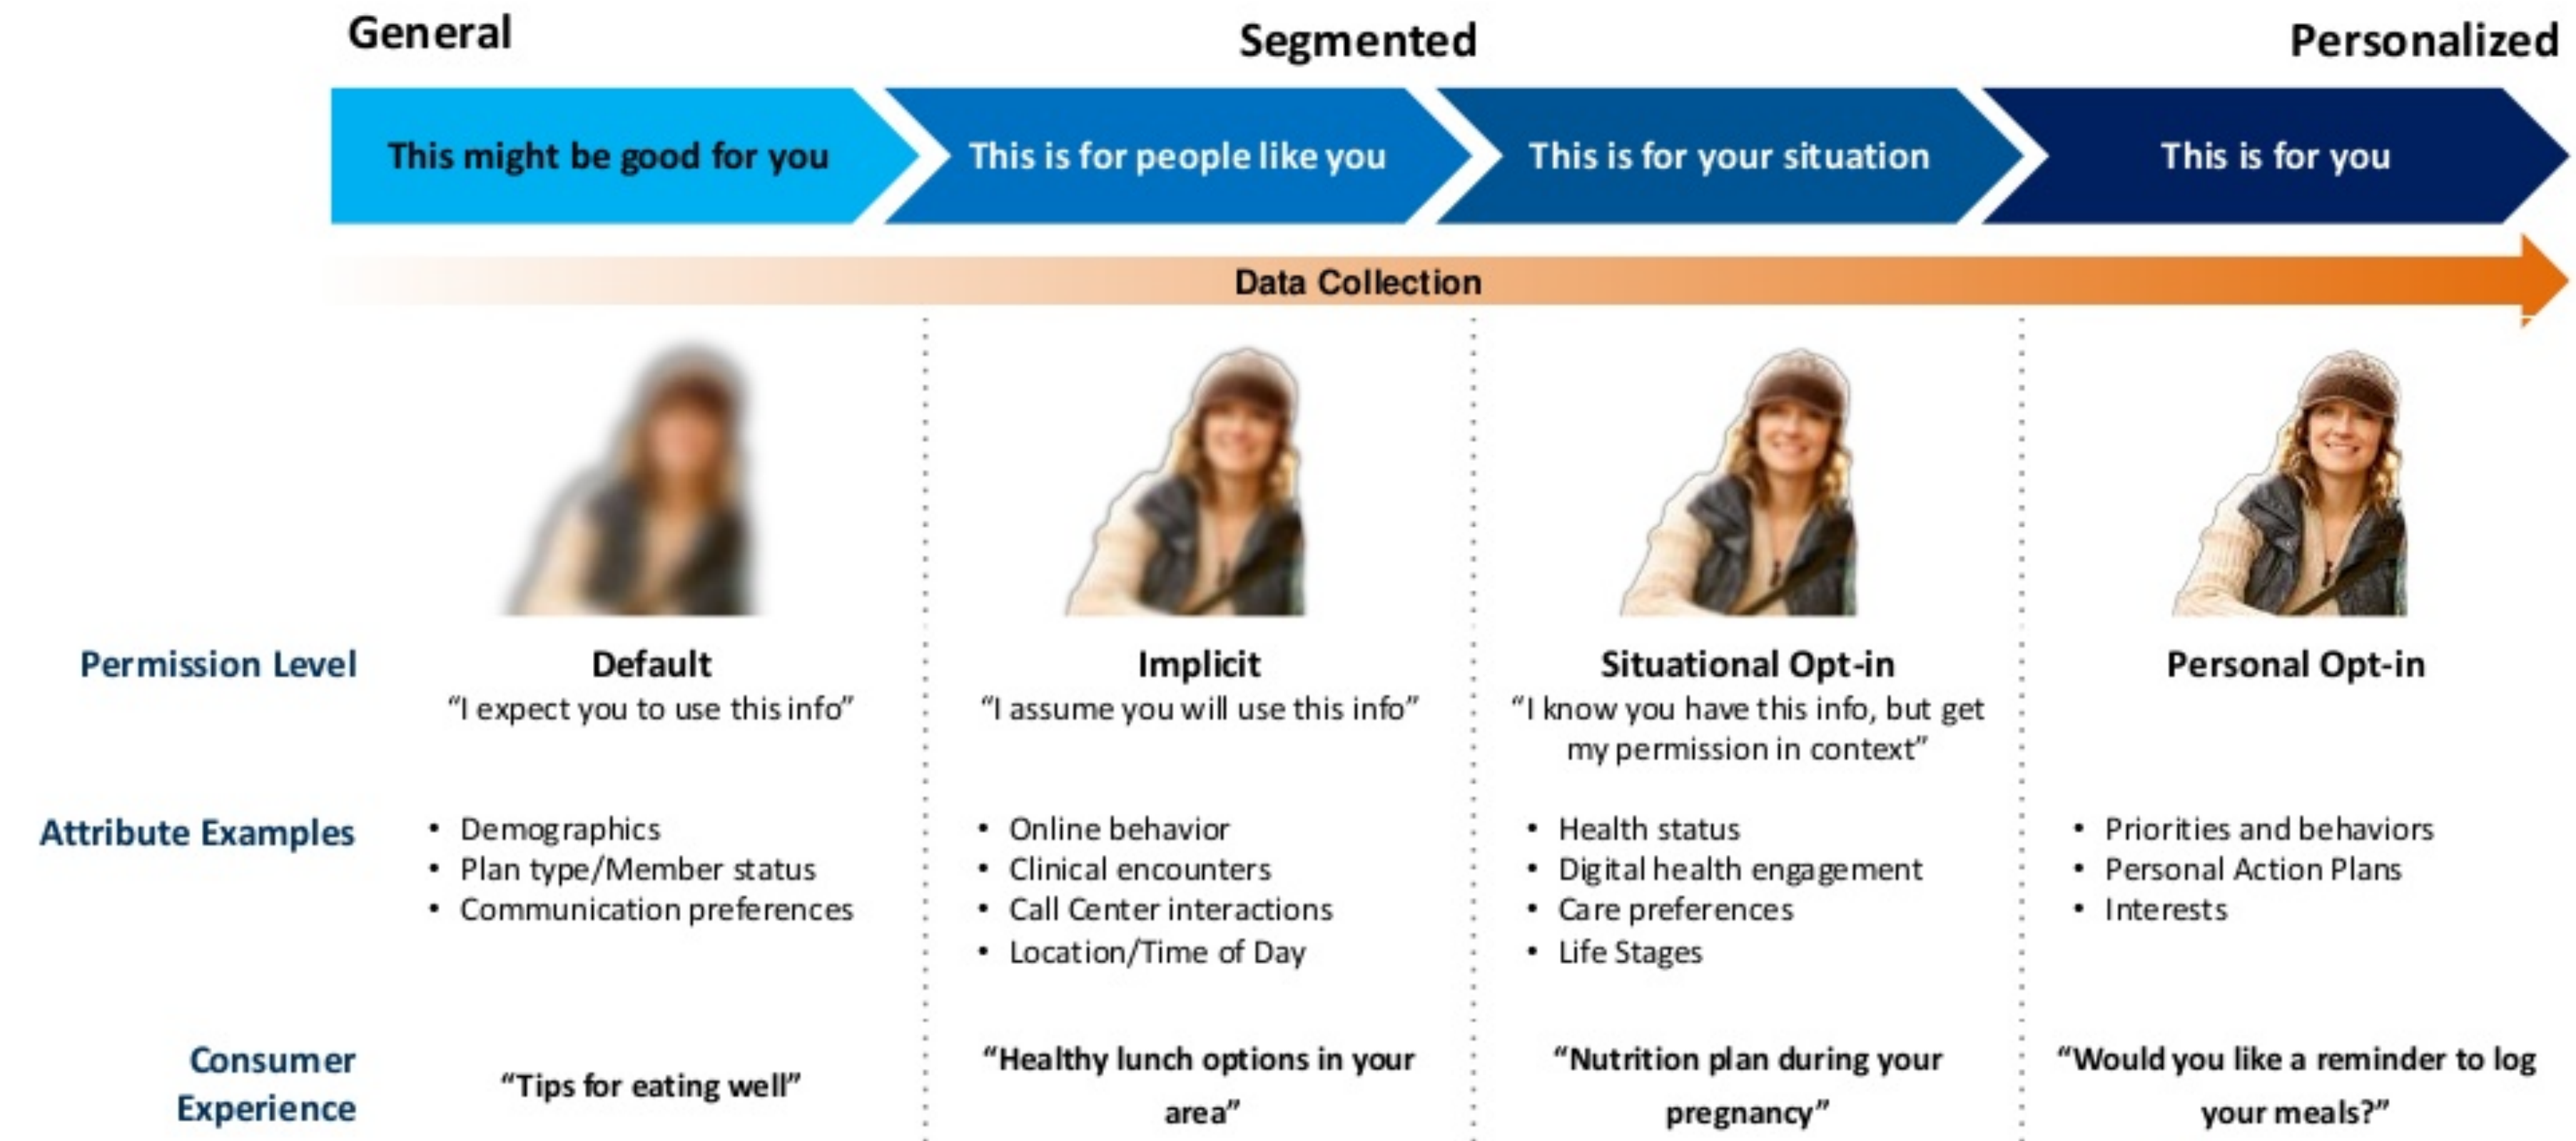 General
Segmented
Personalized
This might be good for you
This is for people like you
This is for your situation
This is for you
Data Collection
Permission Level
Default
"I expect you to use this info"
Implicit
"I assume you will use this info"
Situational Opt-in
"I know you have this info, but get
my permission in context"
Personal Opt-in
Attribute Examples
• Demographics
• Plan type/Member status
• Communication preferences
• Online behavior
• Clinical encounters
• Call Center interactions
• Location/Time of Day
• Health status
• Digital health engagement
• Care preferences
• Life Stages
• Priorities and behaviors
• Personal Action Plans
• Interests
Consumer
Experience
“Tips for eating well”
“Healthy lunch options in your
area”
“Nutrition plan during your
pregnancy”
“Would you like a reminder to log
your meals?”